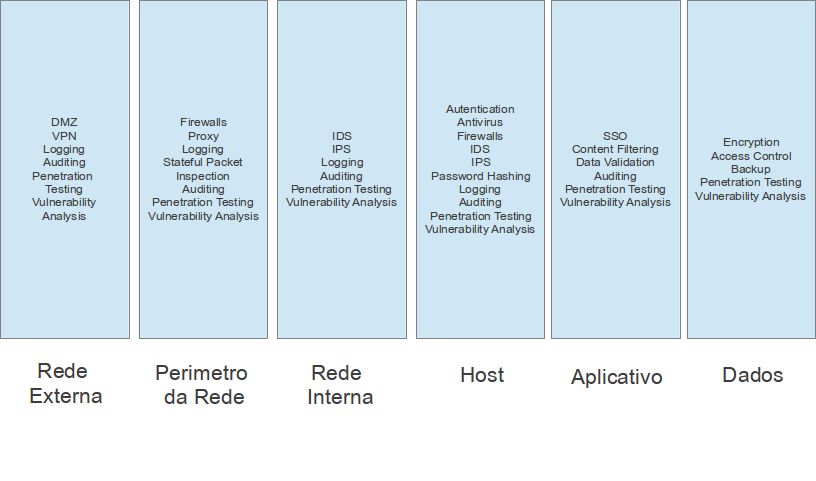 DMZ
VPN
Logging
Auditing
Penetration
Testing
Vulnerability
Analysis
Firewalls
Proxy
Logging
Stateful Packet
Inspection
Auditing
Penetration Testing
Vulnerability Analysis
IDS
IPS
Logging
Auditing
Penetration Testing
Vulnerability Analysis
Autentication
Antivirus
Firewalls
IDS
IPS
Password Hashing
Logging
Auditing
Penetration Testing
Vulnerability Analysis
SSO
Content Filtering
Data Validation
Auditing
Penetration Testing
Vulnerability Analysis
Encryption
Access Control
Backup
Penetration Testing
Vulnerability Analysis
Rede
Externa
Perimetro
da Rede
Rede
Interna
Host
Aplicativo
Dados